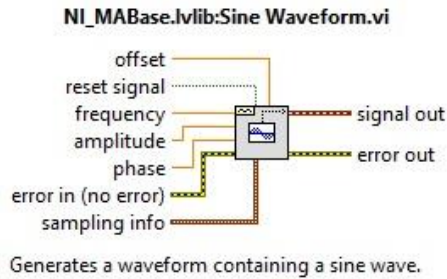 NI_MABase.lvlib:Sine Waveform.vi
offset
reset signal
frequency
amplitude
phase
error in (no error)
sampling info
signal out
error out
Generates a waveform containing a sine wave.